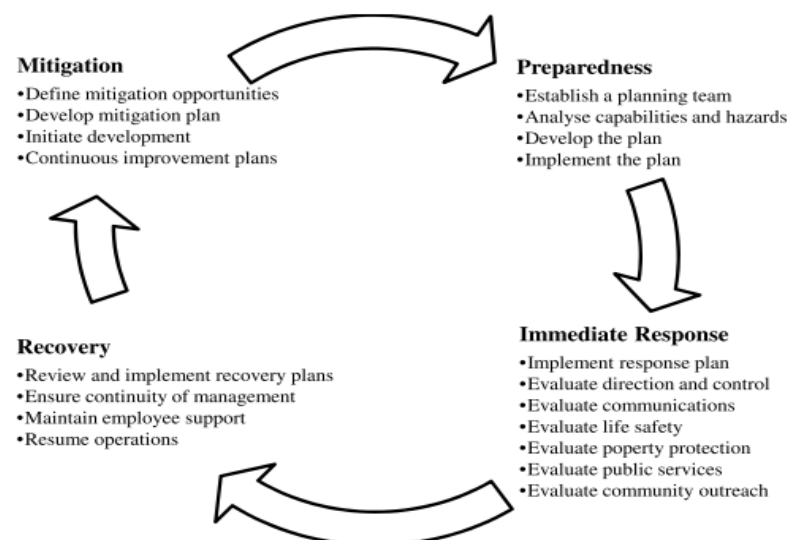 Mitigation
•Define mitigation opportunities
•Develop mitigation plan
•Initiate development
•Continuous improvement plans
Preparedness
•Establish a planning team
•Analyse capabilities and hazards
•Develop the plan
•Implement the plan
Immediate Response
•Implement response plan
•Evaluate direction and control
•Evaluate communications
•Evaluate life safety
•Evaluate poperty protection
•Evaluate public services
•Evaluate community outreach
Recovery
•Review and implement recovery plans
•Ensure continuity of management
•Maintain employee support
•Resume operations